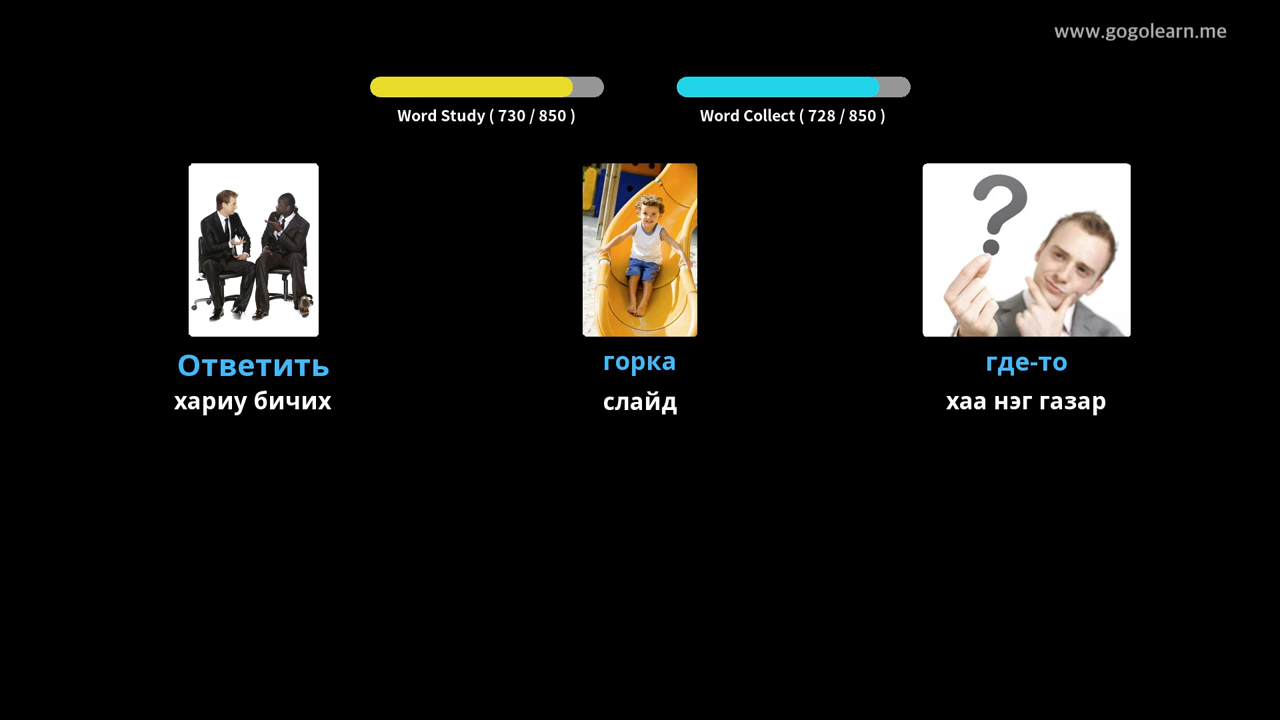 www.gogolearn.me
Word Study ( 730 / 850 )
Word Collect ( 728 / 850 )
Ответить
хариу бичих
горка
слайд
где-то
хаа нэг газар